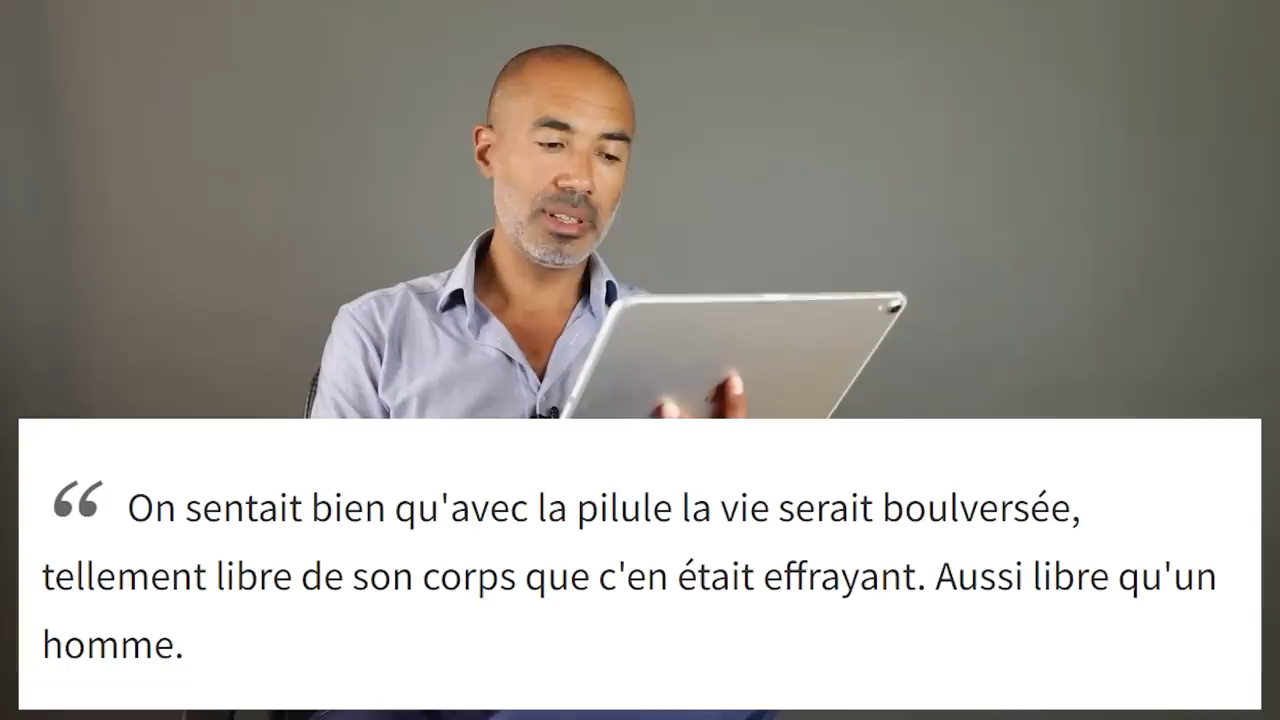 “ On sentait bien qu'avec la pilule la vie serait boulversée,
tellement libre de son corps que c'en était effrayant. Aussi libre qu'un
homme.